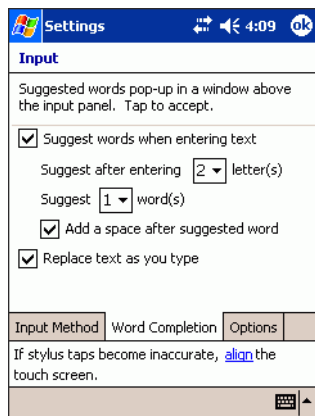 Settings 4:09 ok
Input
Suggested words pop-up in a window above
the input panel. Tap to accept.
Suggest words when entering text
Suggest after entering 2 letter(s)
Suggest 1 word(s)
Add a space after suggested word
Replace text as you type
Input Method Word Completion Options
If stylus taps become inaccurate, align the
touch screen.